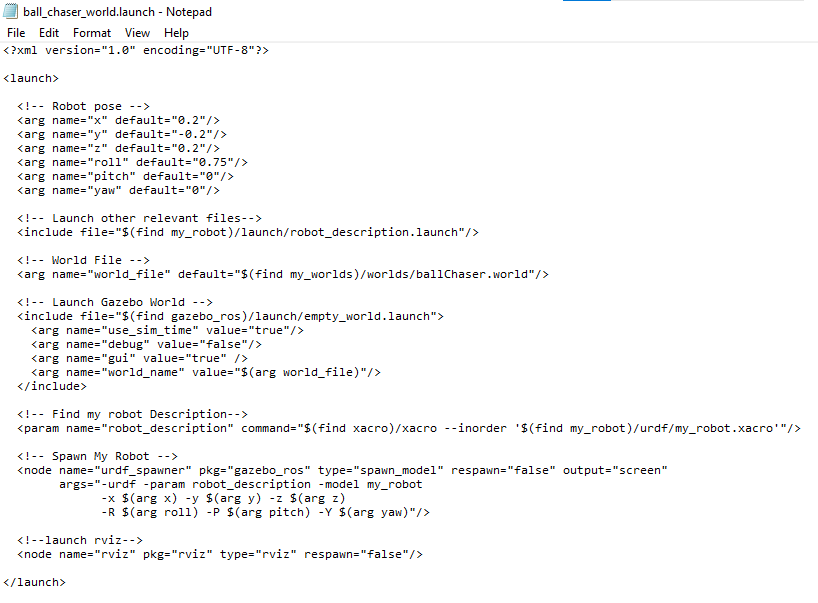 ball_chaser_world.launch - Notepad
File Edit Format View Help
<?xml version="1.0" encoding="UTF-8"?>

<launch>

  <!-- Robot pose -->
  <arg name="x" default="0.2"/>
  <arg name="y" default="-0.2"/>
  <arg name="z" default="0.2"/>
  <arg name="roll" default="0.75"/>
  <arg name="pitch" default="0"/>
  <arg name="yaw" default="0"/>

  <!-- Launch other relevant files-->
  <include file="$(find my_robot)/launch/robot_description.launch"/>

  <!-- World File -->
  <arg name="world_file" default="$(find my_worlds)/worlds/ballChaser.world"/>

  <!-- Launch Gazebo World -->
  <include file="$(find gazebo_ros)/launch/empty_world.launch">
    <arg name="use_sim_time" value="true"/>
    <arg name="debug" value="false"/>
    <arg name="gui" value="true" />
    <arg name="world_name" value="$(arg world_file)"/>
  </include>

  <!-- Find my robot Description-->
  <param name="robot_description" command="$(find xacro)/xacro --inorder '$(find my_robot)/urdf/my_robot.xacro'"/>

  <!-- Spawn My Robot -->
  <node name="urdf_spawner" pkg="gazebo_ros" type="spawn_model" respawn="false" output="screen"
        args="-urdf -param robot_description -model my_robot
              -x $(arg x) -y $(arg y) -z $(arg z)
              -R $(arg roll) -P $(arg pitch) -Y $(arg yaw)"/>

  <!--launch rviz-->
  <node name="rviz" pkg="rviz" type="rviz" respawn="false"/>

</launch>